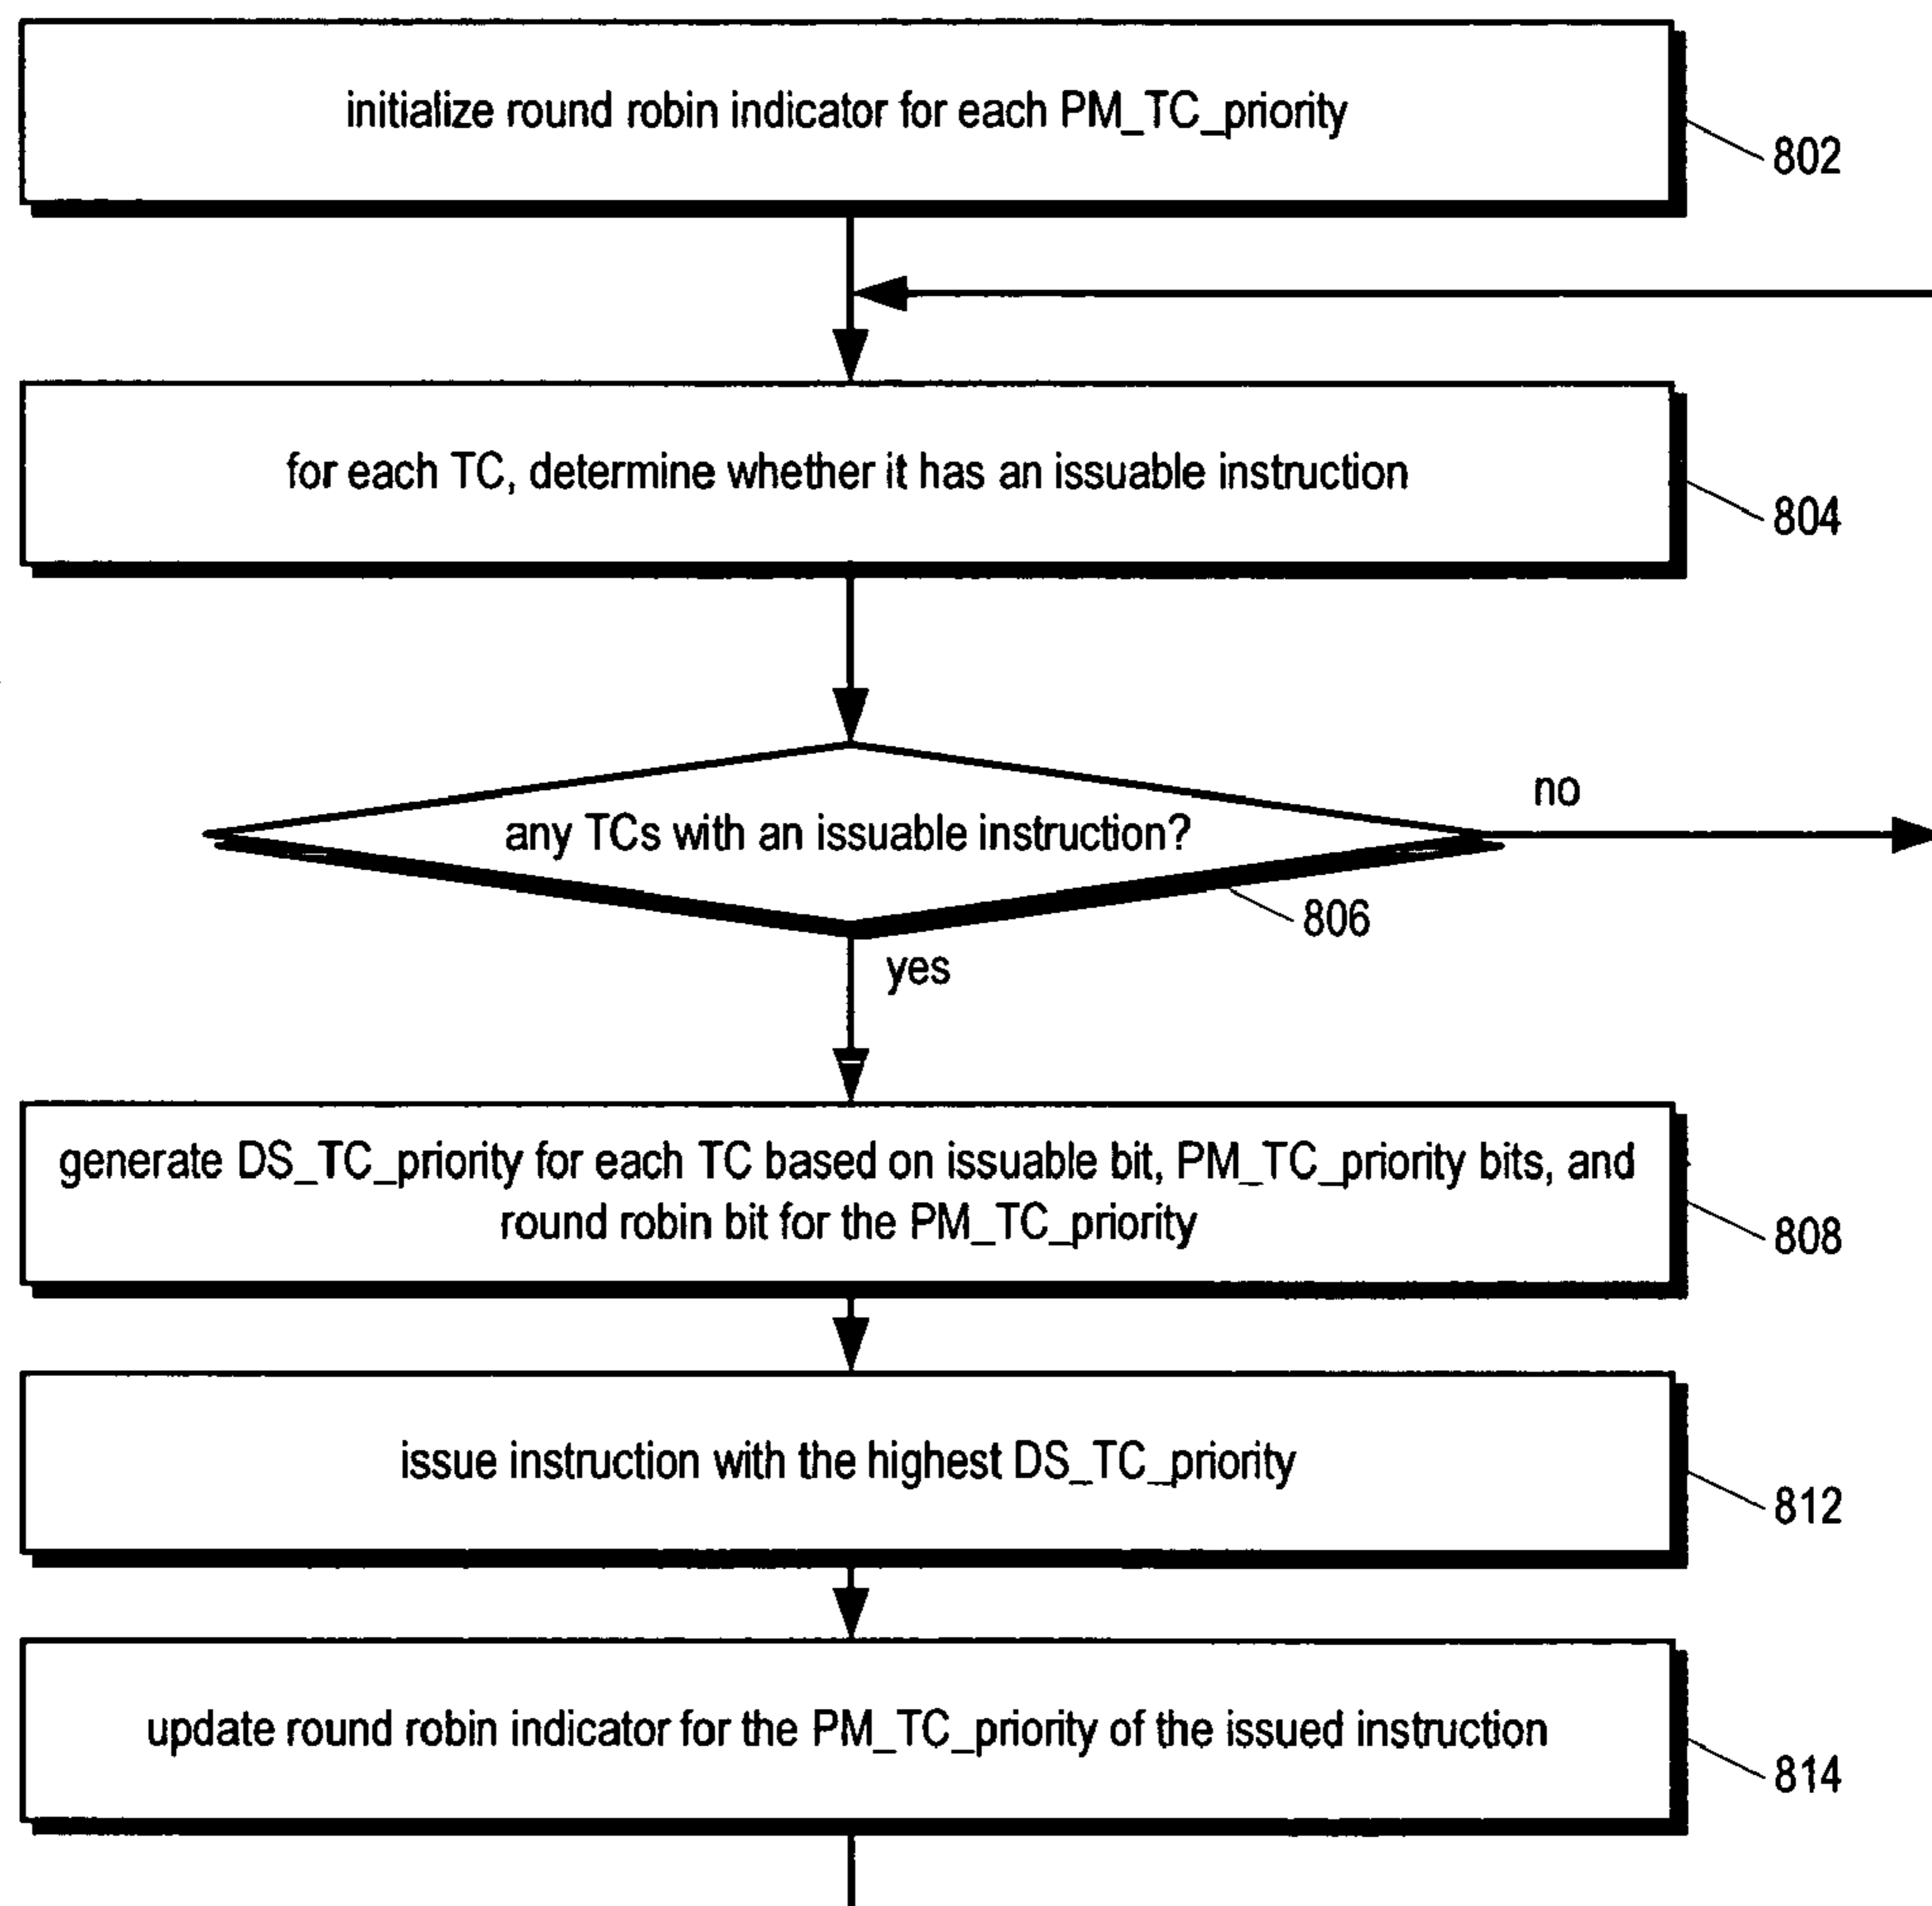 initialize round robin indicator for each PM_TC_priority
802
for each TC, determine whether it has an issuable instruction
804
no
any TCs with an issuable instruction?
806
yes
generate DS_TC_priority for each TC based on issuable bit, PM_TC_priority bits, and
round robin bit for the PM_TC_priority
808
issue instruction with the highest DS_TC_priority
812
update round robin indicator for the PM_TC_priority of the issued instruction
814